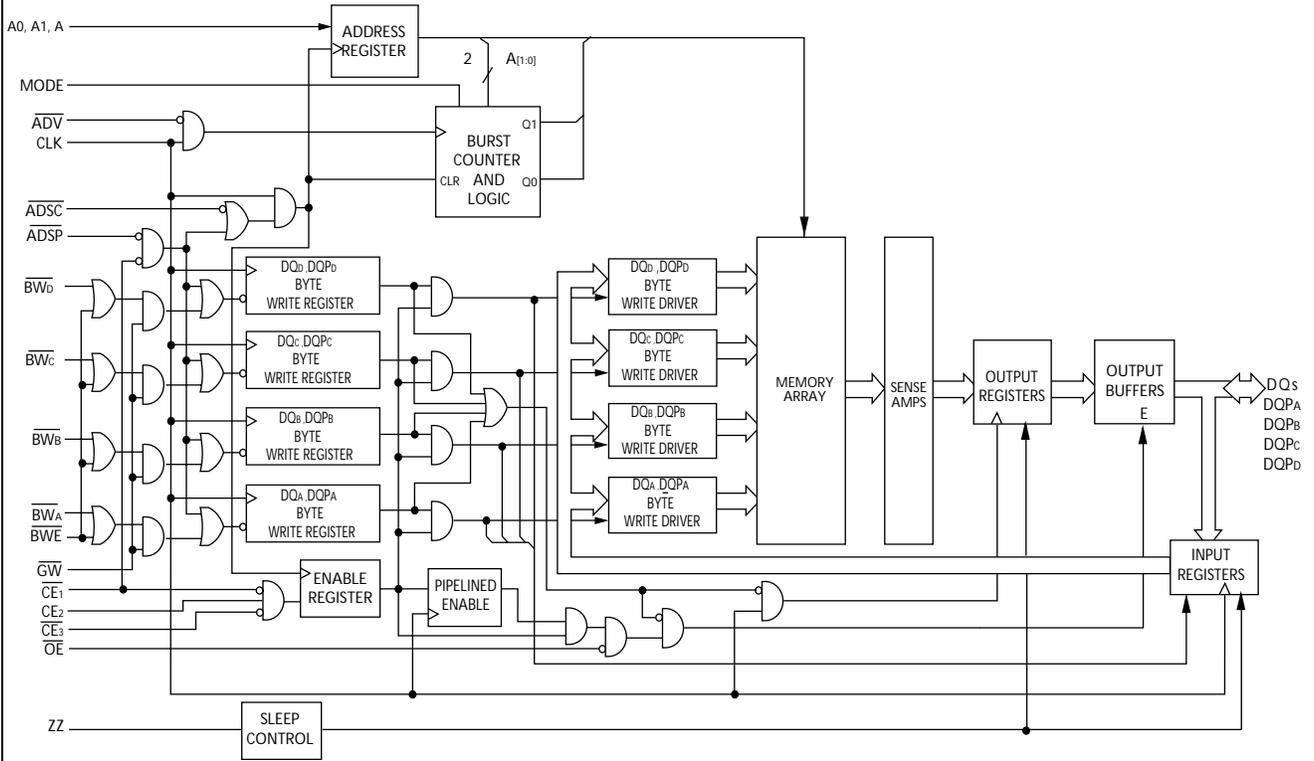 A0, A1, A
ADDRESS
REGISTER
2 A[1:0]
MODE
ADV
CLK
Q1
BURST
COUNTER
CLR AND Q0
LOGIC
ADSC
ADSP
DQD ,DQPD
BYTE
WRITE REGISTER
DQD ,DQPD
BYTE
WRITE DRIVER
BWD
DQC ,DQPC
BYTE
WRITE REGISTER
DQC ,DQPC
BYTE
WRITE DRIVER
BWC
MEMORY
ARRAY
SENSE
AMPS
OUTPUT
REGISTERS
OUTPUT
BUFFERS
E
DQs
DQPA
DQPB
DQPC
DQPD
DQB ,DQPB
BYTE
WRITE REGISTER
DQB ,DQPB
BYTE
WRITE DRIVER
BWB
DQA ,DQPA
BYTE
WRITE REGISTER
DQA ,DQPA
BYTE
WRITE DRIVER
BWA
BWE
GW
CE1
CE2
CE3
OE
ENABLE
REGISTER
PIPELINED
ENABLE
INPUT
REGISTERS
ZZ
SLEEP
CONTROL